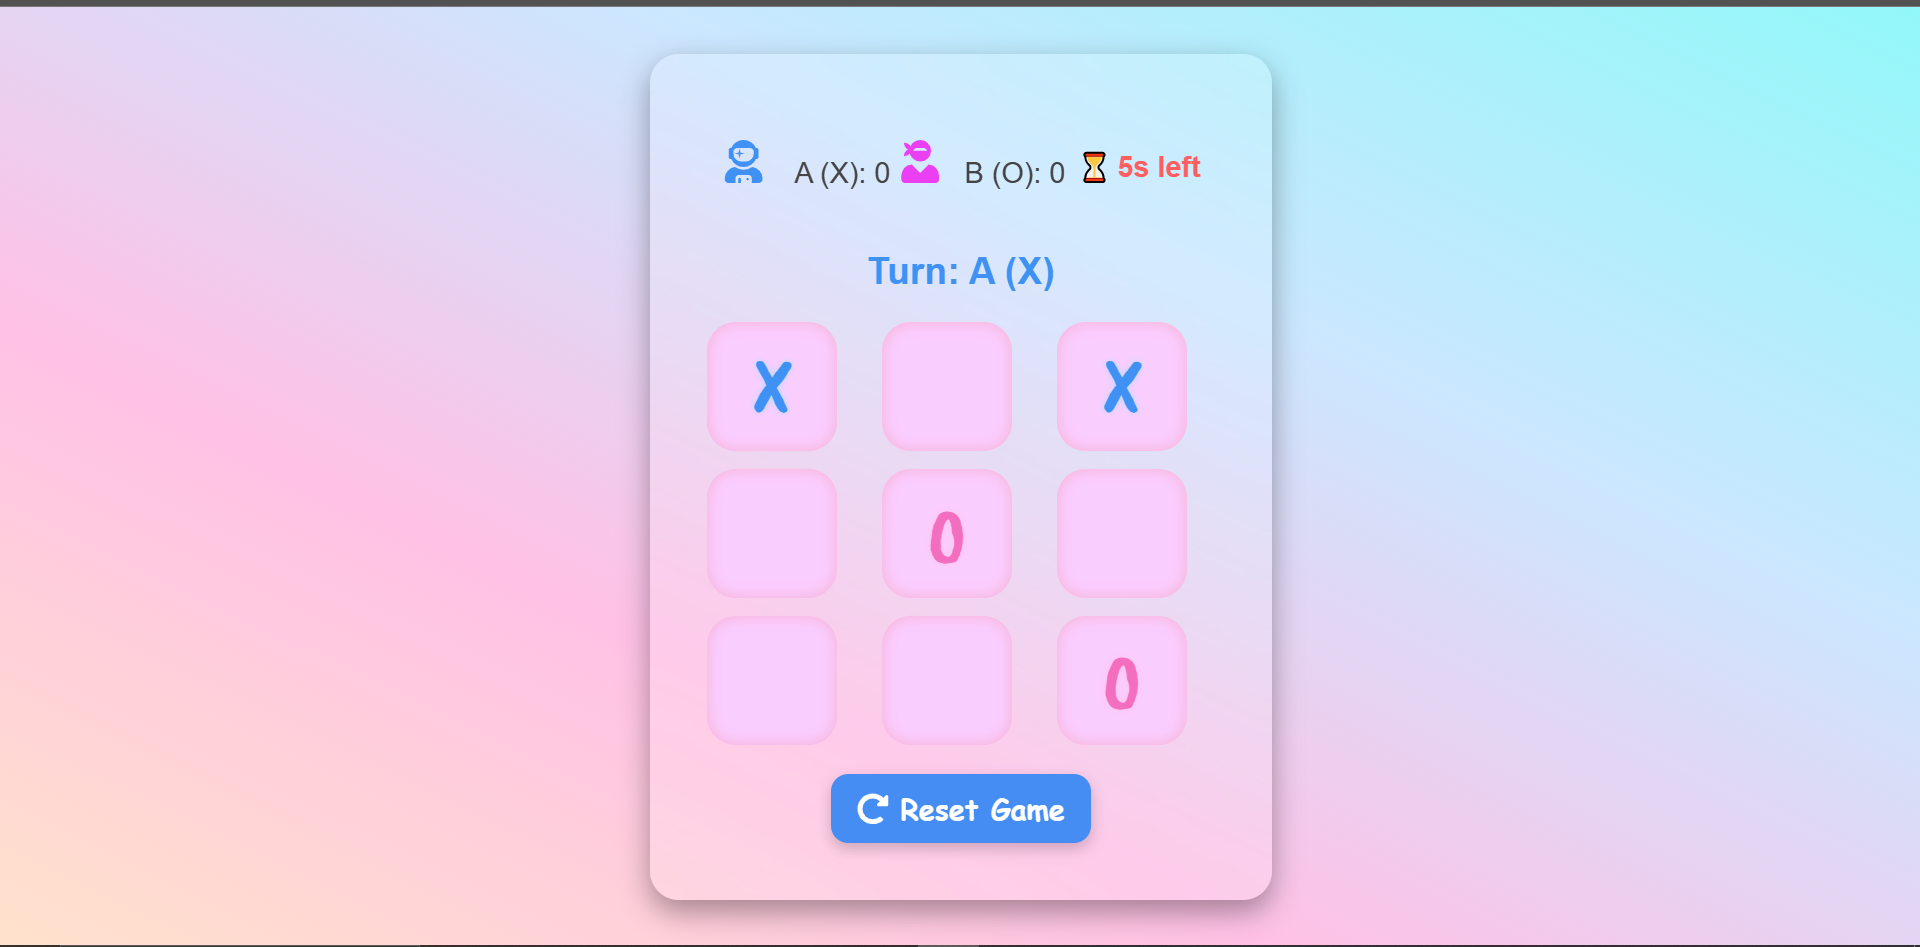 A (X): 0 B (O): 0 ⏳ 5s left
Turn: A (X)
X X
O
O
Reset Game